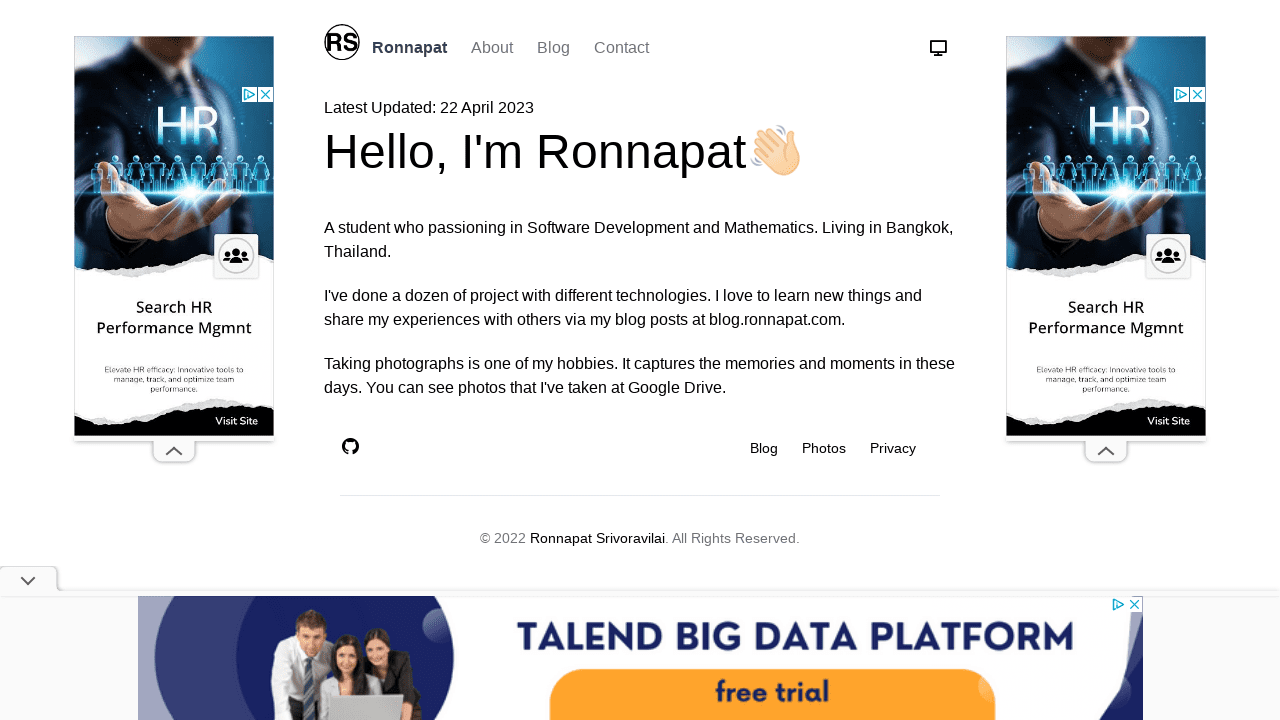 RS
Ronnapat
About
Blog
Contact
Latest Updated: 22 April 2023
Hello, I'm Ronnapat
A student who passioning in Software Development and Mathematics. Living in Bangkok,
Thailand.
I've done a dozen of project with different technologies. I love to learn new things and
share my experiences with others via my blog posts at blog.ronnapat.com.
Taking photographs is one of my hobbies. It captures the memories and moments in these
days. You can see photos that I've taken at Google Drive.
Blog
Photos
Privacy
© 2022 Ronnapat Srivoravilai. All Rights Reserved.
HR
Search HR
Performance Mgmnt
Elevate HR efficacy: Innovative tools to
manage, track, and optimize team
performance.
Visit Site
HR
Search HR
Performance Mgmnt
Elevate HR efficacy: Innovative tools to
manage, track, and optimize team
performance.
Visit Site
TALEND BIG DATA PLATFORM
free trial